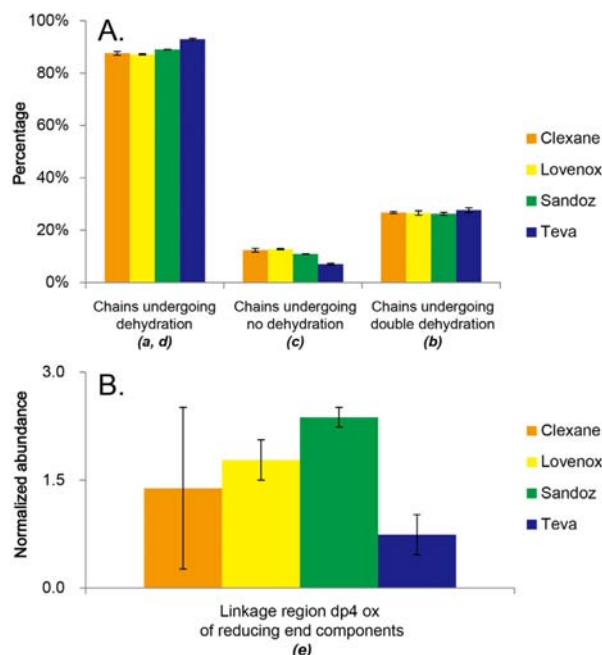 A.
100%
80%
60%
40%
20%
0%
Percentage
Chains undergoing
dehydration
(a, d)
Chains undergoing
no dehydration
(c)
Chains undergoing
double dehydration
(b)
Clexane
Lovenox
Sandoz
Teva
B.
3.0
1.5
0.0
Normalized abundance
Linkage region dp4 ox
of reducing end components
(e)
Clexane
Lovenox
Sandoz
Teva